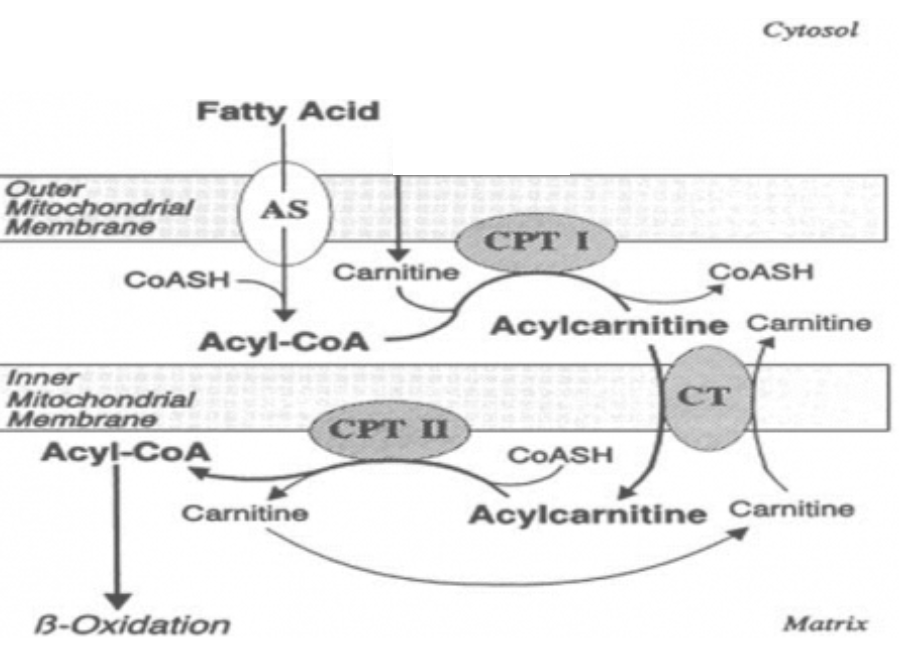 Cytosol
Fatty Acid
Outer
Mitochondrial
Membrane
AS
CPT I
CoASH
Carnitine
CoASH
Acyl-CoA
Acylcarnitine
Carnitine
Inner
Mitochondrial
Membrane
CT
CPT II
Acyl-CoA
CoASH
Carnitine
Acylcarnitine
Carnitine
ß-Oxidation
Matrix